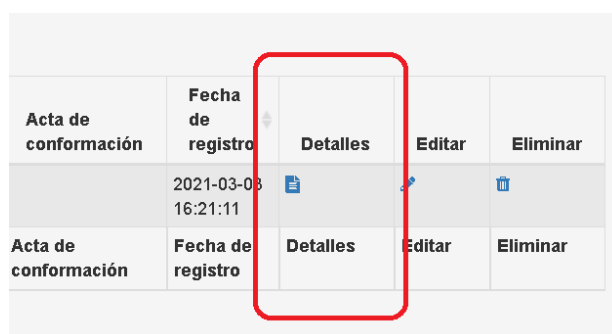 Acta de
conformación
Fecha
de
registro
Detalles
Editar
Eliminar
2021-03-03
16:21:11
Acta de
conformación
Fecha de
registro
Detalles
Editar
Eliminar